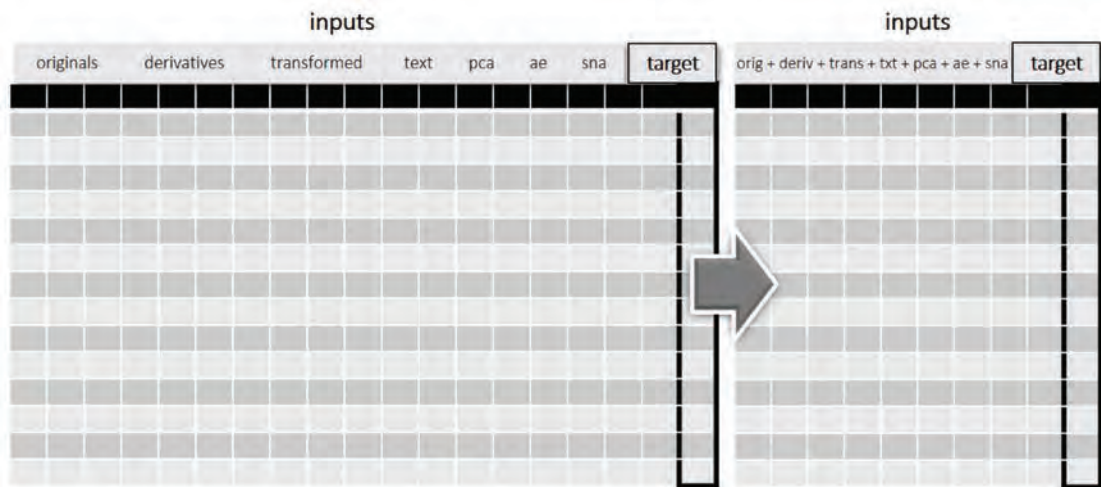 inputs
originals derivatives transformed text pca ae sna target
inputs
orig + deriv + trans + txt + pca + ae + sna target